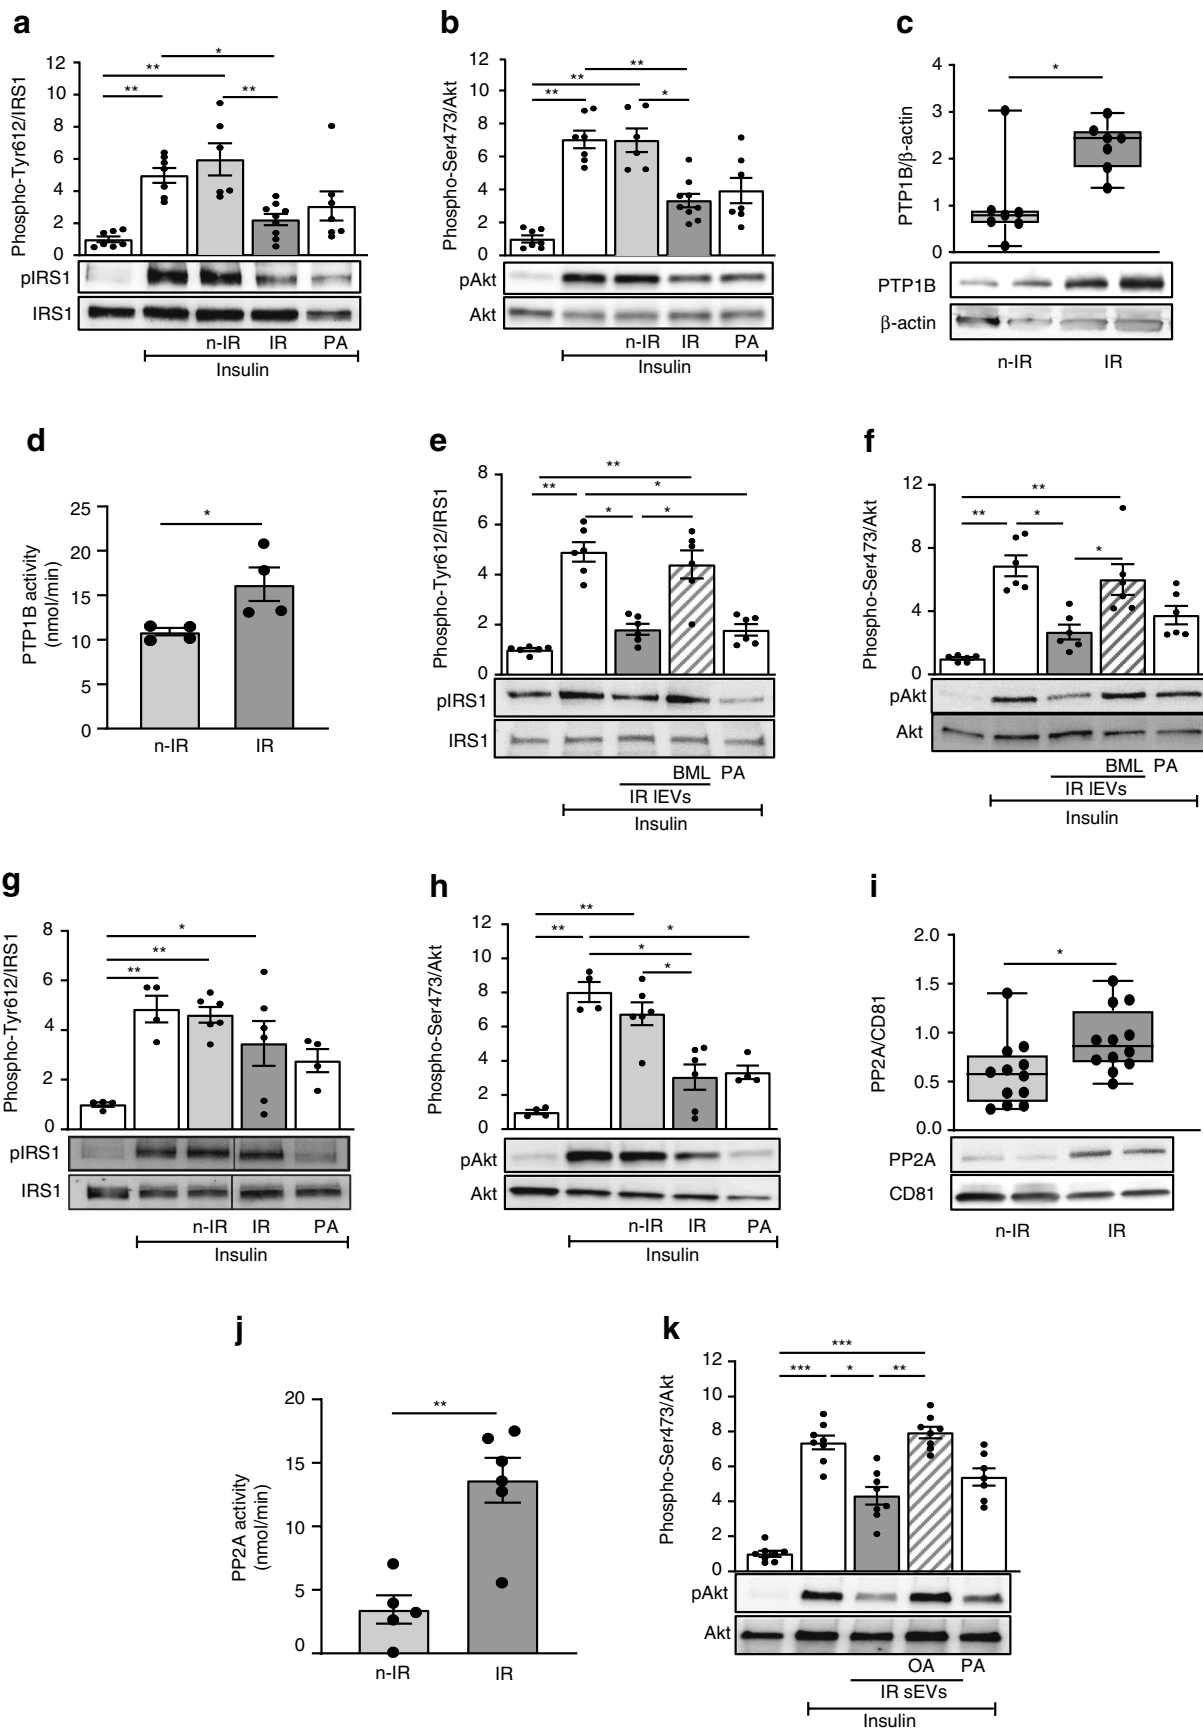 a
Phospho-Tyr612/IRS1
12
10
8
6
4
2
0
*
**
**
**
pIRS1
IRS1
n-IR IR PA
Insulin
b
Phospho-Ser473/Akt
12
10
8
6
4
2
0
**
**
**
*
pAkt
Akt
n-IR IR PA
Insulin
c
PTP1B/β-actin
4
3
2
1
0
*
PTP1B
β-actin
n-IR IR
d
PTP1B activity
(nmol/min)
25
20
15
10
5
0
*
n-IR IR
e
Phospho-Tyr612/IRS1
8
6
4
2
0
**
**
*
*
*
pIRS1
IRS1
BML PA
IR lEVs
Insulin
f
Phospho-Ser473/Akt
12
8
4
0
**
**
*
*
pAkt
Akt
BML PA
IR lEVs
Insulin
g
Phospho-Tyr612/IRS1
8
6
4
2
0
*
**
**
pIRS1
IRS1
n-IR IR PA
Insulin
h
Phospho-Ser473/Akt
12
10
8
6
4
2
0
**
**
*
*
*
pAkt
Akt
n-IR IR PA
Insulin
i
PP2A/CD81
2.0
1.5
1.0
0.5
0.0
*
PP2A
CD81
n-IR IR
j
PP2A activity
(nmol/min)
20
15
10
5
0
**
n-IR IR
k
Phospho-Ser473/Akt
12
10
8
6
4
2
0
***
***
*
**
pAkt
Akt
OA PA
IR sEVs
Insulin